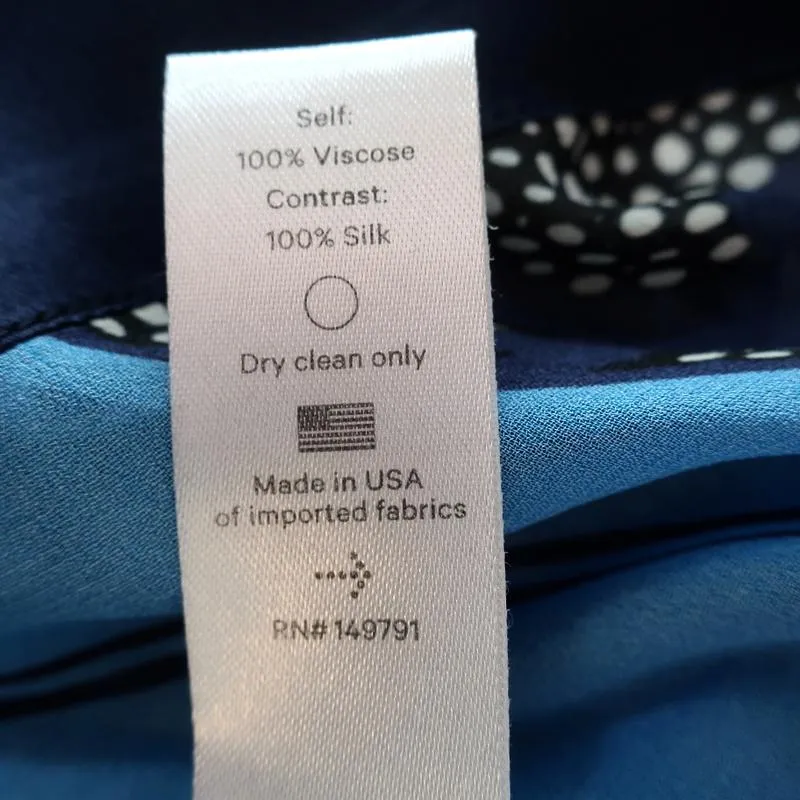 Self:
100% Viscose
Contrast:
100% Silk
Dry clean only
Made in USA
of imported fabrics
RN# 149791